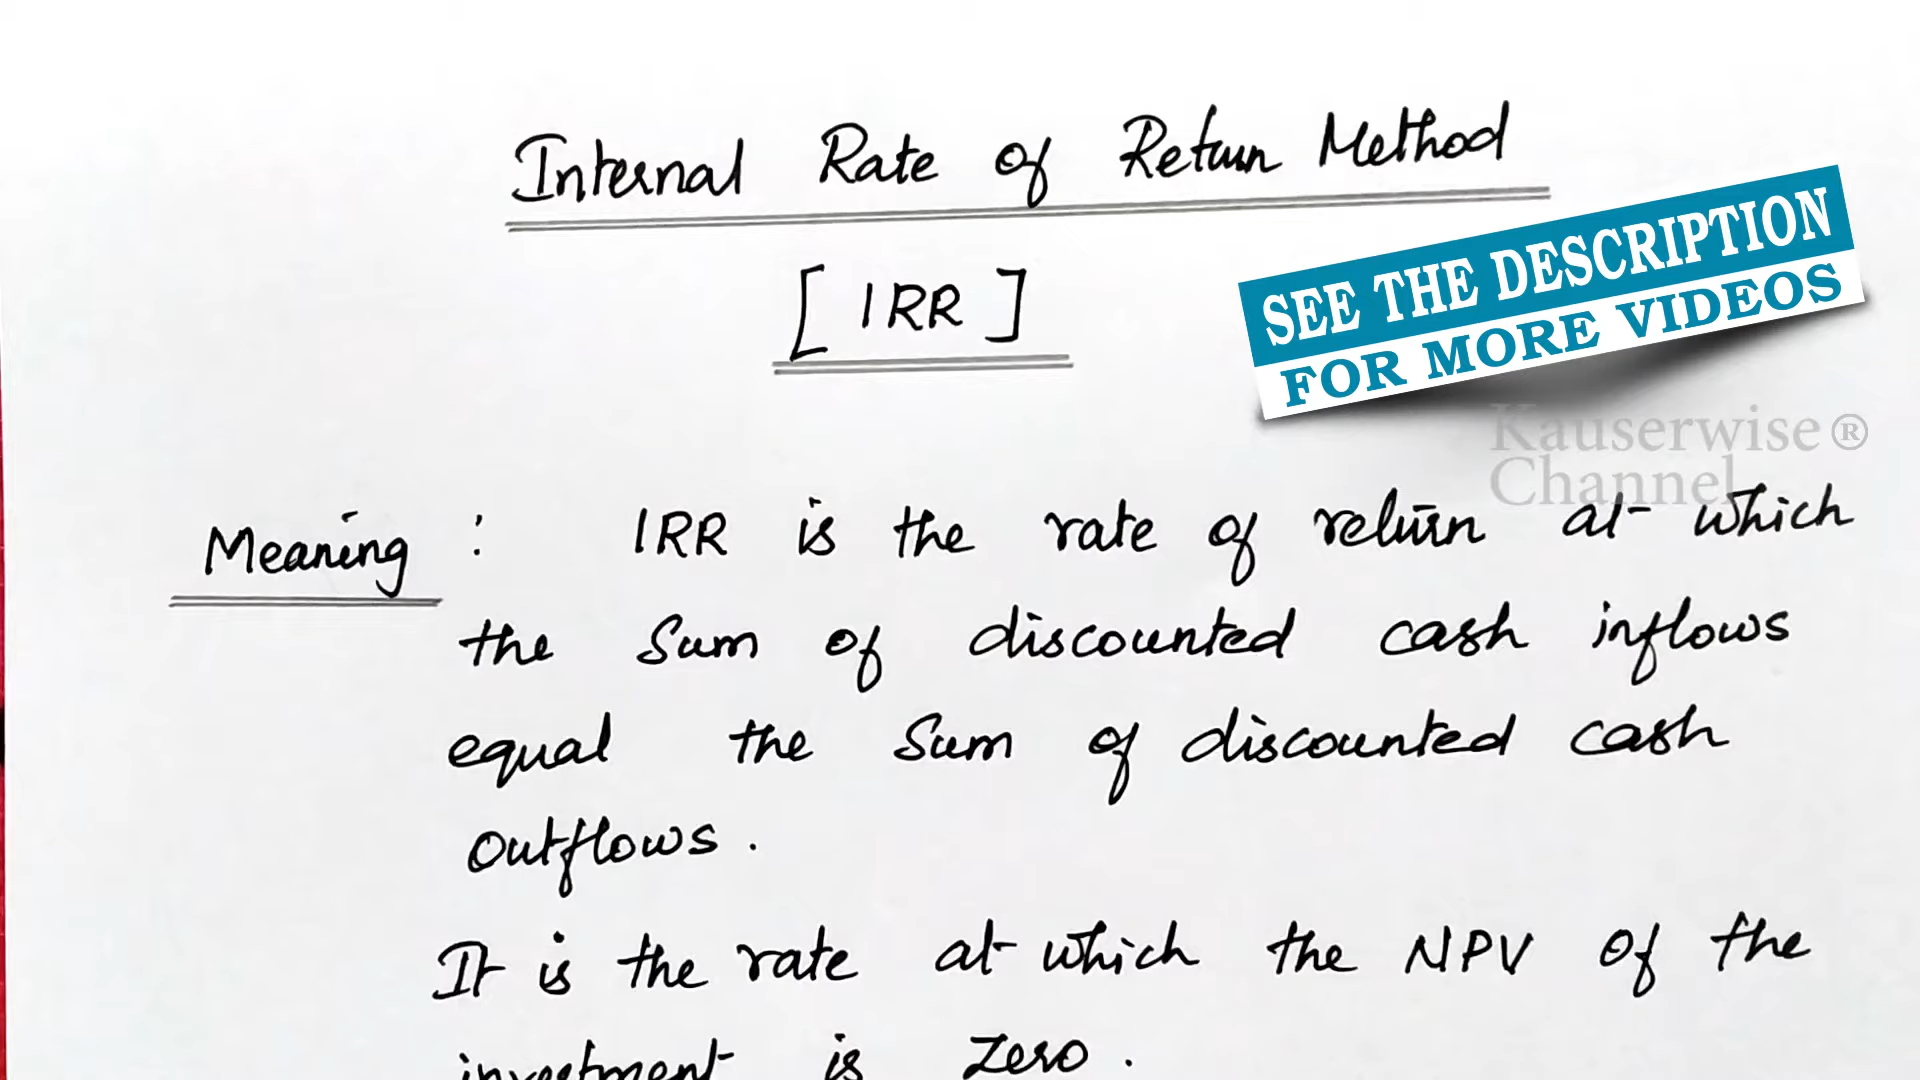 Internal Rate of Return Method
[ IRR ]
SEE THE DESCRIPTION
FOR MORE VIDEOS
Kauserwise®
Channel
Meaning : IRR is the rate of return at which
the Sum of discounted cash inflows
equal the Sum of discounted cash
outflows.
It is the rate at which the NPV of the
investment is Zero.